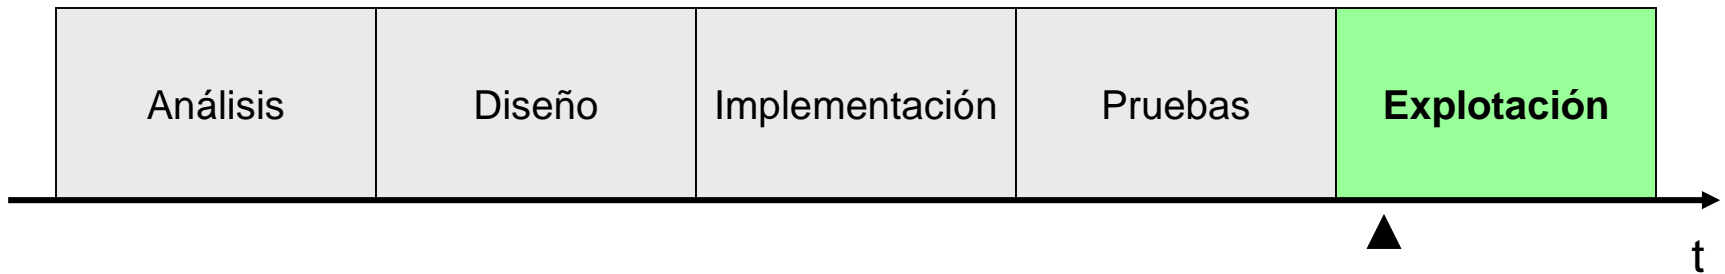 Análisis
Diseño
Implementación
Pruebas
Explotación
t